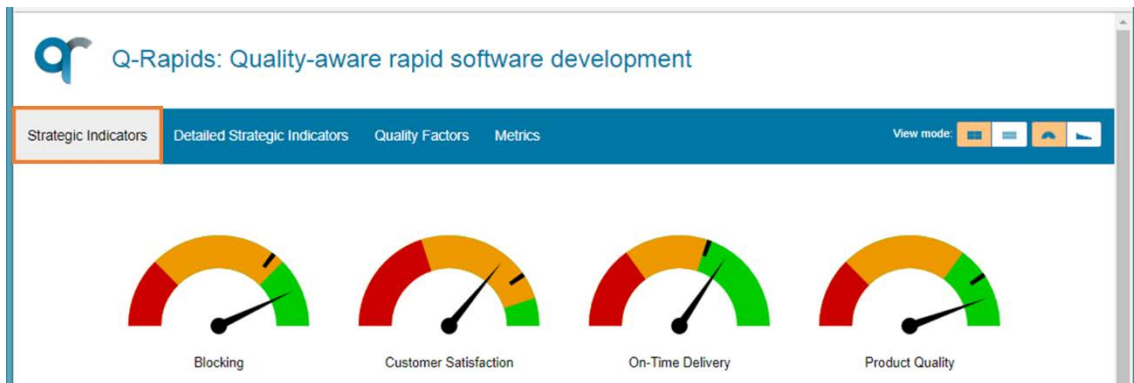 qr Q-Rapids: Quality-aware rapid software development
Strategic Indicators Detailed Strategic Indicators Quality Factors Metrics View mode:
Blocking Customer Satisfaction On-Time Delivery Product Quality